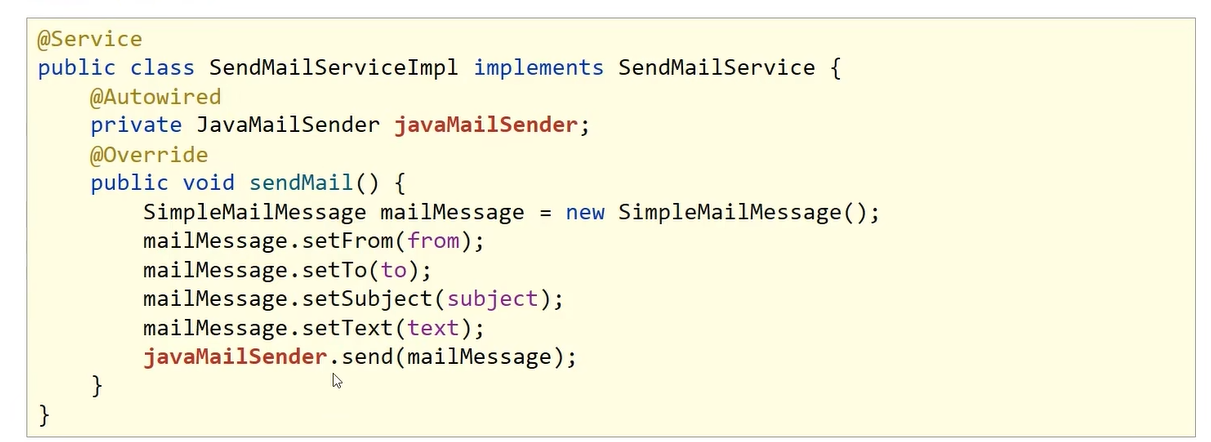 @Service
public class SendMailServiceImpl implements SendMailService {
    @Autowired
    private JavaMailSender javaMailSender;
    @Override
    public void sendMail() {
        SimpleMailMessage mailMessage = new SimpleMailMessage();
        mailMessage.setFrom(from);
        mailMessage.setTo(to);
        mailMessage.setSubject(subject);
        mailMessage.setText(text);
        javaMailSender.send(mailMessage);
    }
}